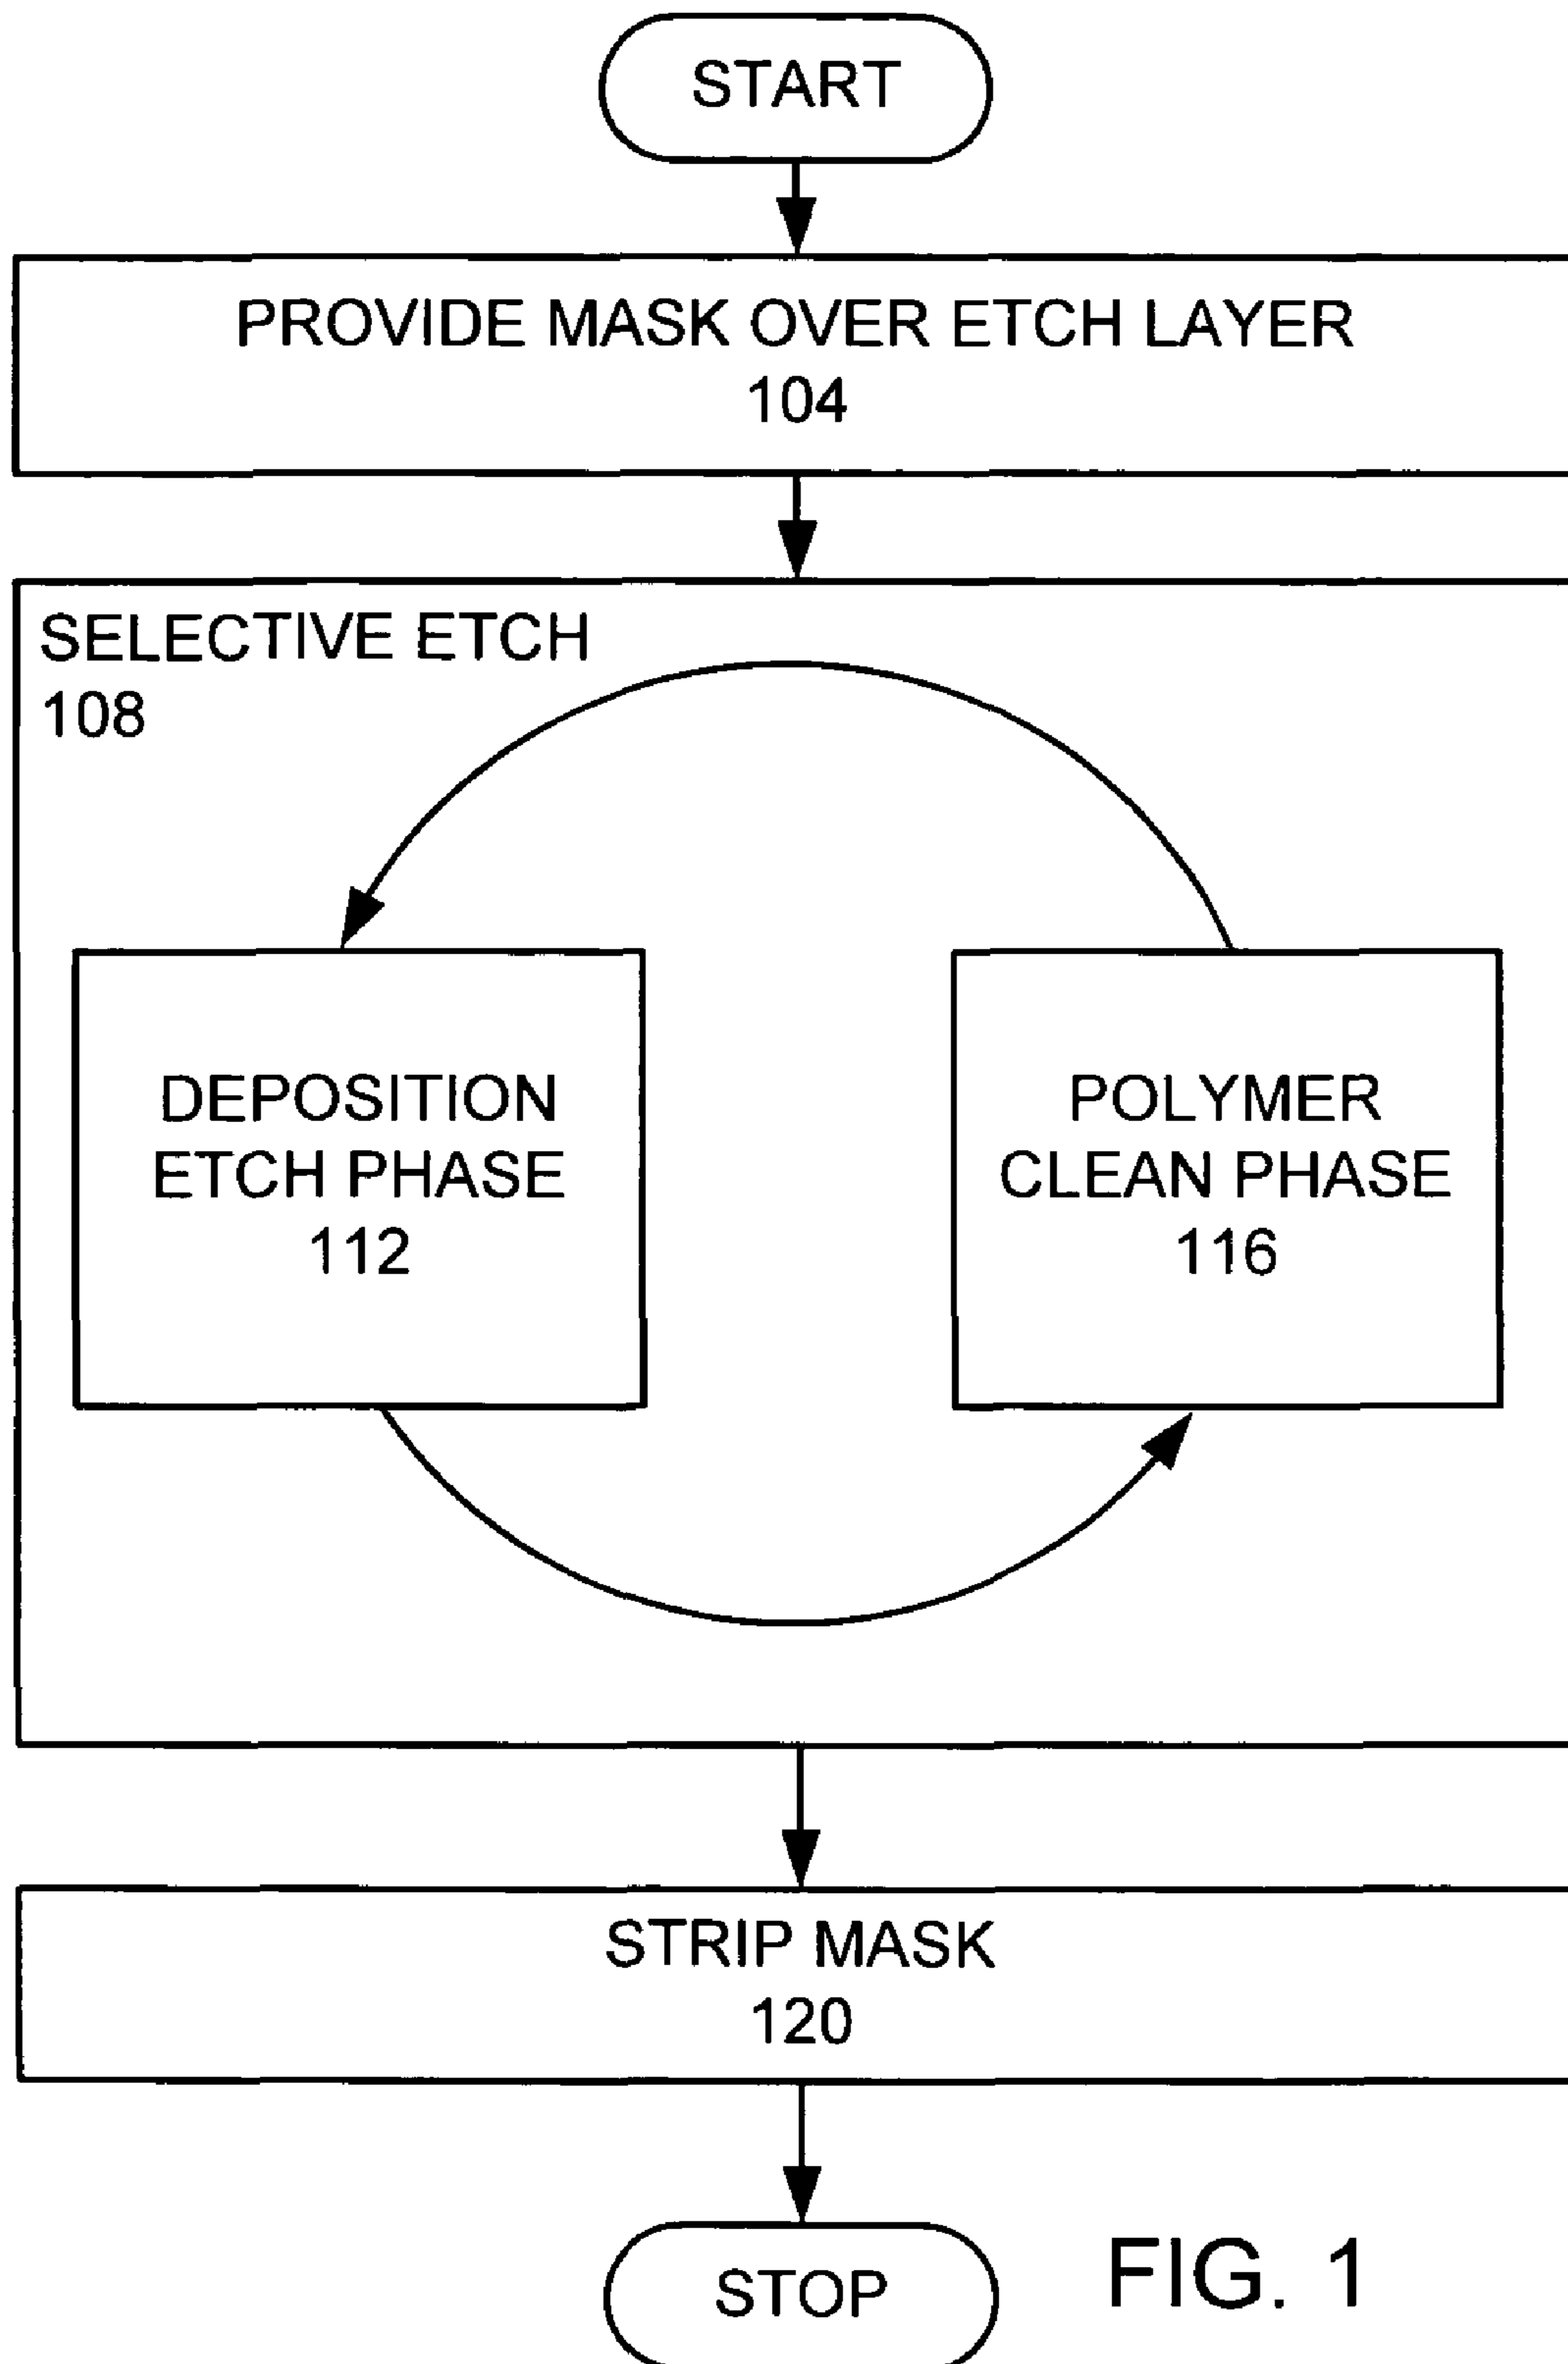 START
PROVIDE MASK OVER ETCH LAYER
104
SELECTIVE ETCH
108
DEPOSITION
ETCH PHASE
112
POLYMER
CLEAN PHASE
116
STRIP MASK
120
STOP
FIG. 1